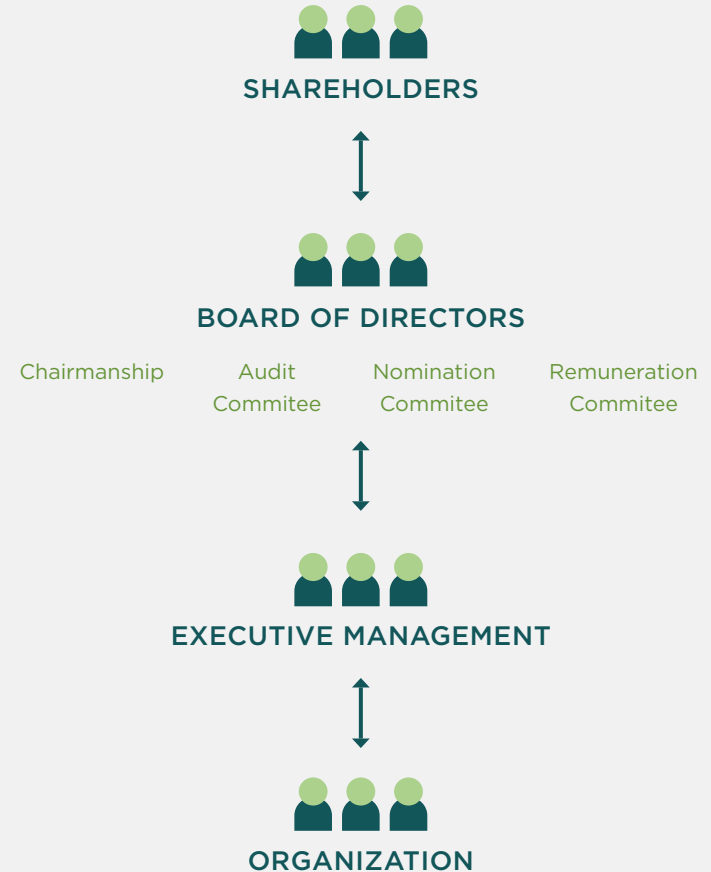 SHAREHOLDERS
BOARD OF DIRECTORS
Chairmanship
Audit
Commitee
Nomination
Commitee
Remuneration
Commitee
EXECUTIVE MANAGEMENT
ORGANIZATION